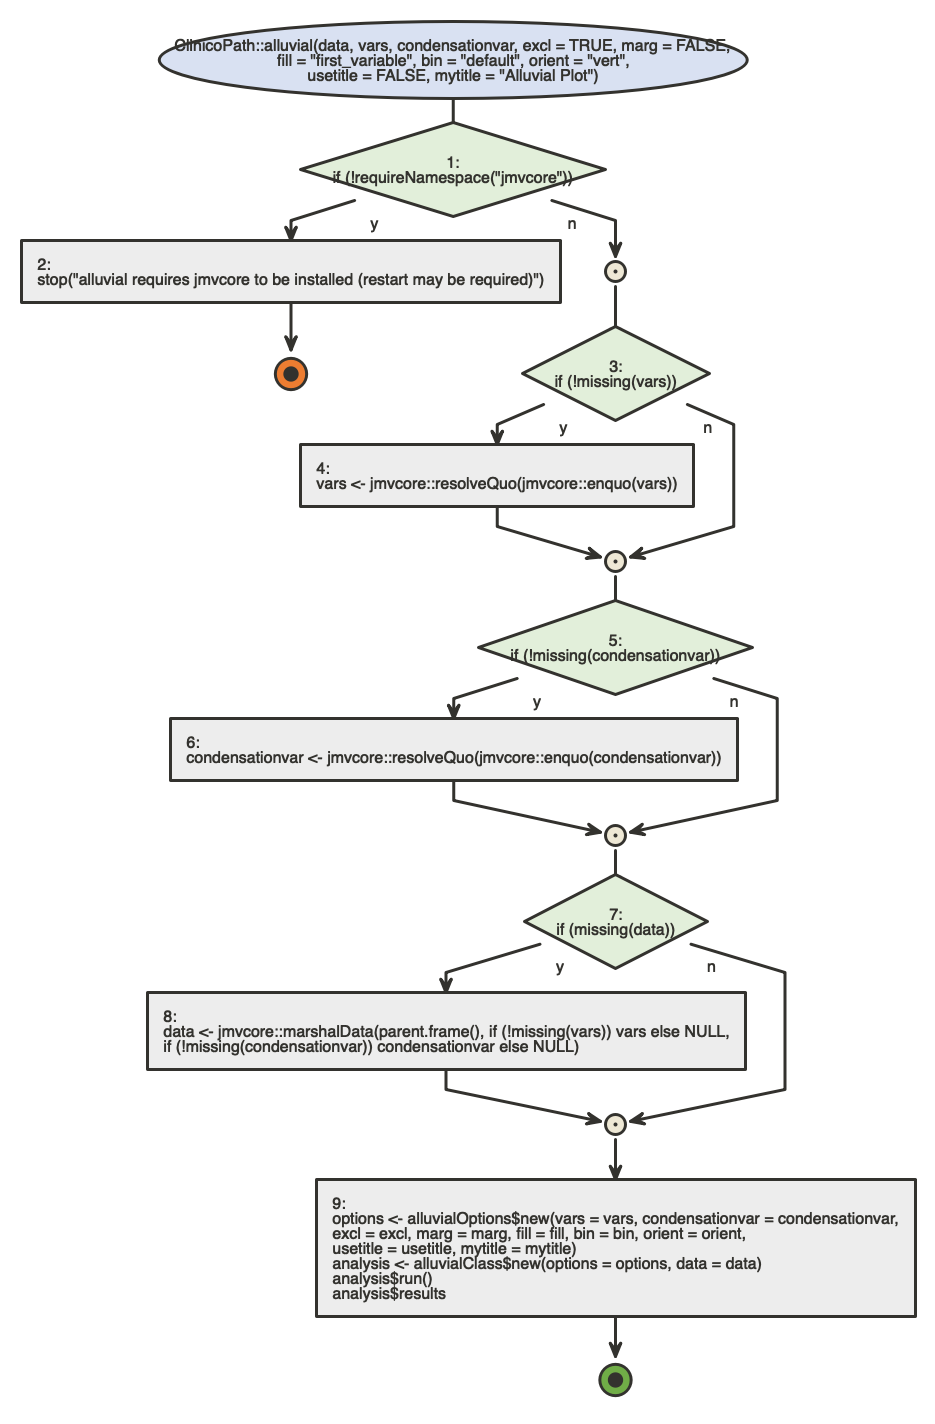 ClinicoPath::alluvial(data, vars, condensationvar, excl = TRUE, marg = FALSE,
fill = "first_variable", bin = "default", orient = "vert",
usetitle = FALSE, mytitle = "Alluvial Plot")
1:
if (!requireNamespace("jmvcore"))
y
n
2:
stop("alluvial requires jmvcore to be installed (restart may be required)")
3:
if (!missing(vars))
y
n
4:
vars <- jmvcore::resolveQuo(jmvcore::enquo(vars))
5:
if (!missing(condensationvar))
y
n
6:
condensationvar <- jmvcore::resolveQuo(jmvcore::enquo(condensationvar))
7:
if (missing(data))
y
n
8:
data <- jmvcore::marshalData(parent.frame(), if (!missing(vars)) vars else NULL,
if (!missing(condensationvar)) condensationvar else NULL)
9:
options <- alluvialOptions$new(vars = vars, condensationvar = condensationvar,
excl = excl, marg = marg, fill = fill, bin = bin, orient = orient,
usetitle = usetitle, mytitle = mytitle)
analysis <- alluvialClass$new(options = options, data = data)
analysis$run()
analysis$results